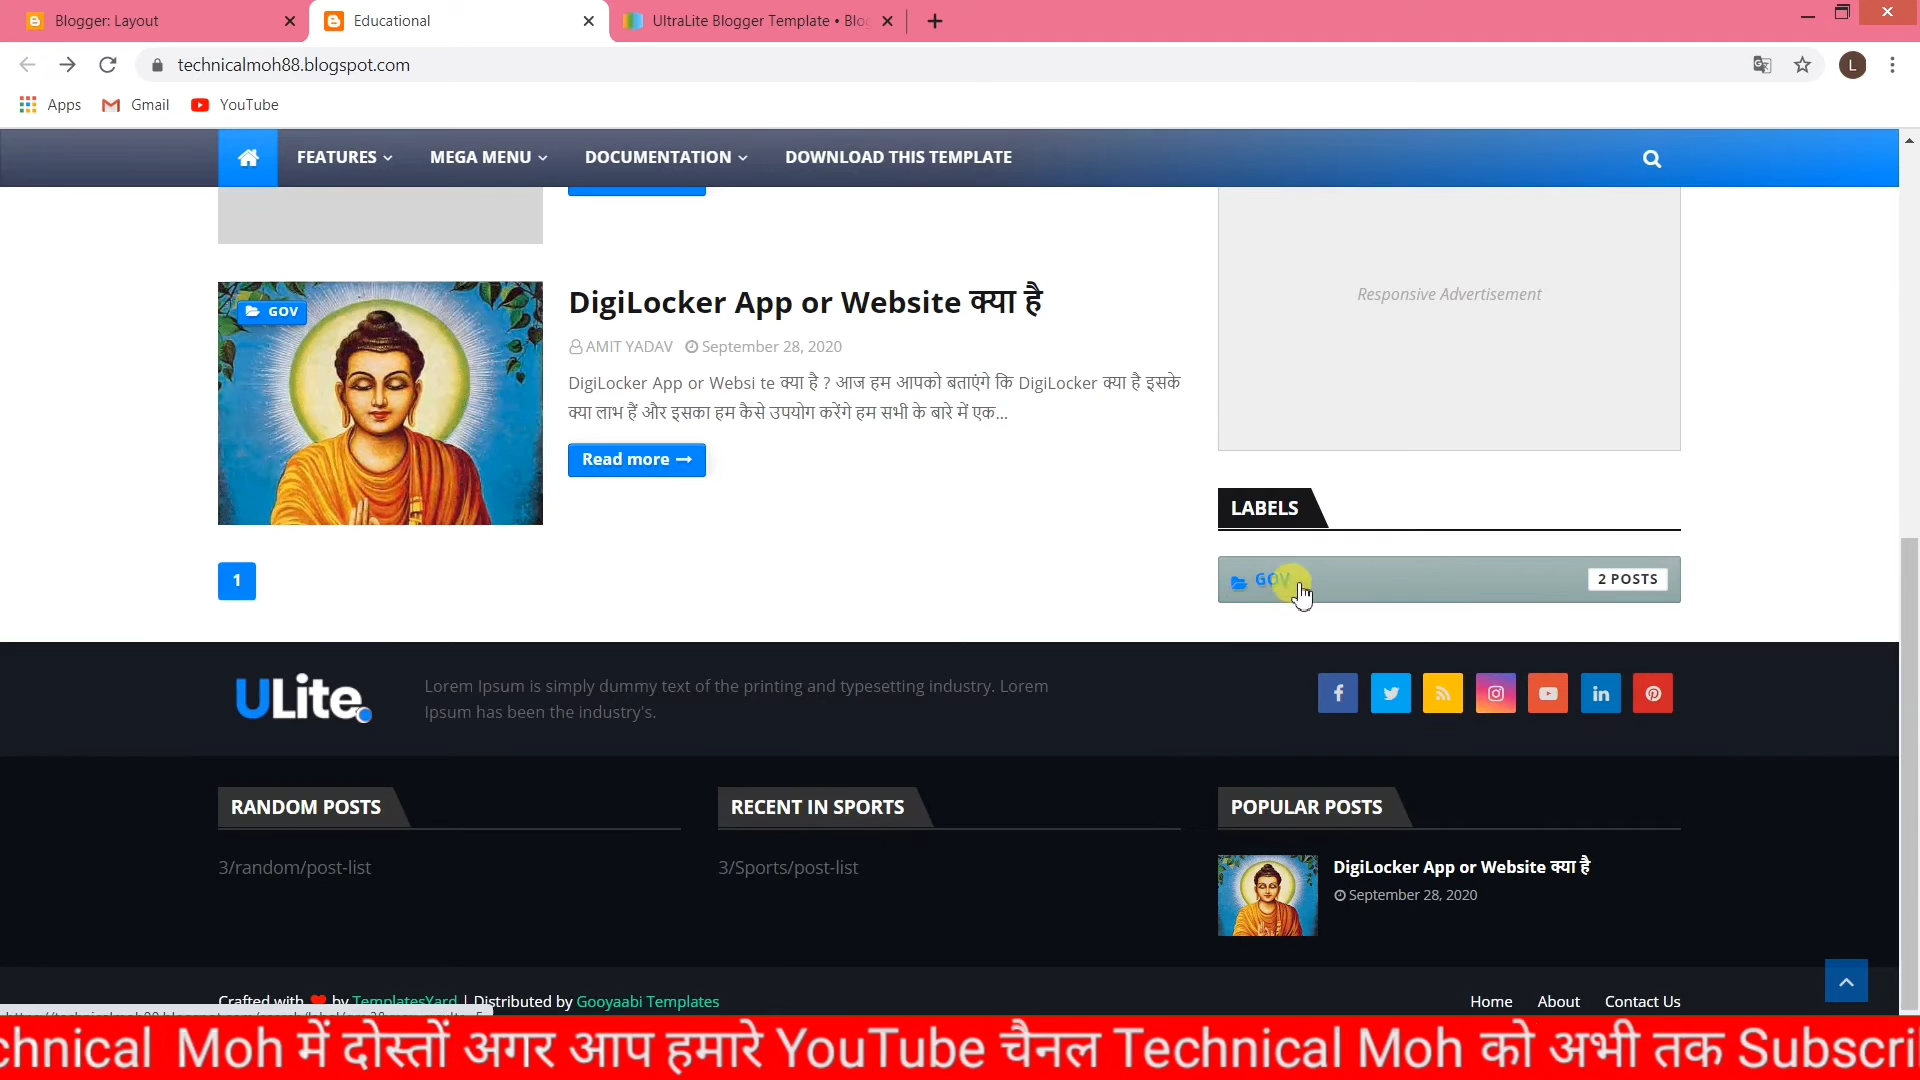 Blogger: Layout
Educational
UltraLite Blogger Template • Blo
technicalmoh88.blogspot.com
L
Apps
Gmail
YouTube
FEATURES
MEGA MENU
DOCUMENTATION
DOWNLOAD THIS TEMPLATE
GOV
DigiLocker App or Website क्या है
AMIT YADAV September 28, 2020
DigiLocker App or Websi te क्या है ? आज हम आपको बताएंगे कि DigiLocker क्या है इसके
क्या लाभ हैं और इसका हम कैसे उपयोग करेंगे हम सभी के बारे में एक...
Read more
1
Responsive Advertisement
LABELS
GOV
2 POSTS
ULite.
Lorem Ipsum is simply dummy text of the printing and typesetting industry. Lorem
Ipsum has been the industry's.
RANDOM POSTS
3/random/post-list
RECENT IN SPORTS
3/Sports/post-list
POPULAR POSTS
DigiLocker App or Website क्या है
September 28, 2020
Crafted with by TemplatesYard | Distributed by Gooyaabi Templates
Home
About
Contact Us
chnical Moh में दोस्तों अगर आप हमारे YouTube चैनल Technical Moh को अभी तक Subscri